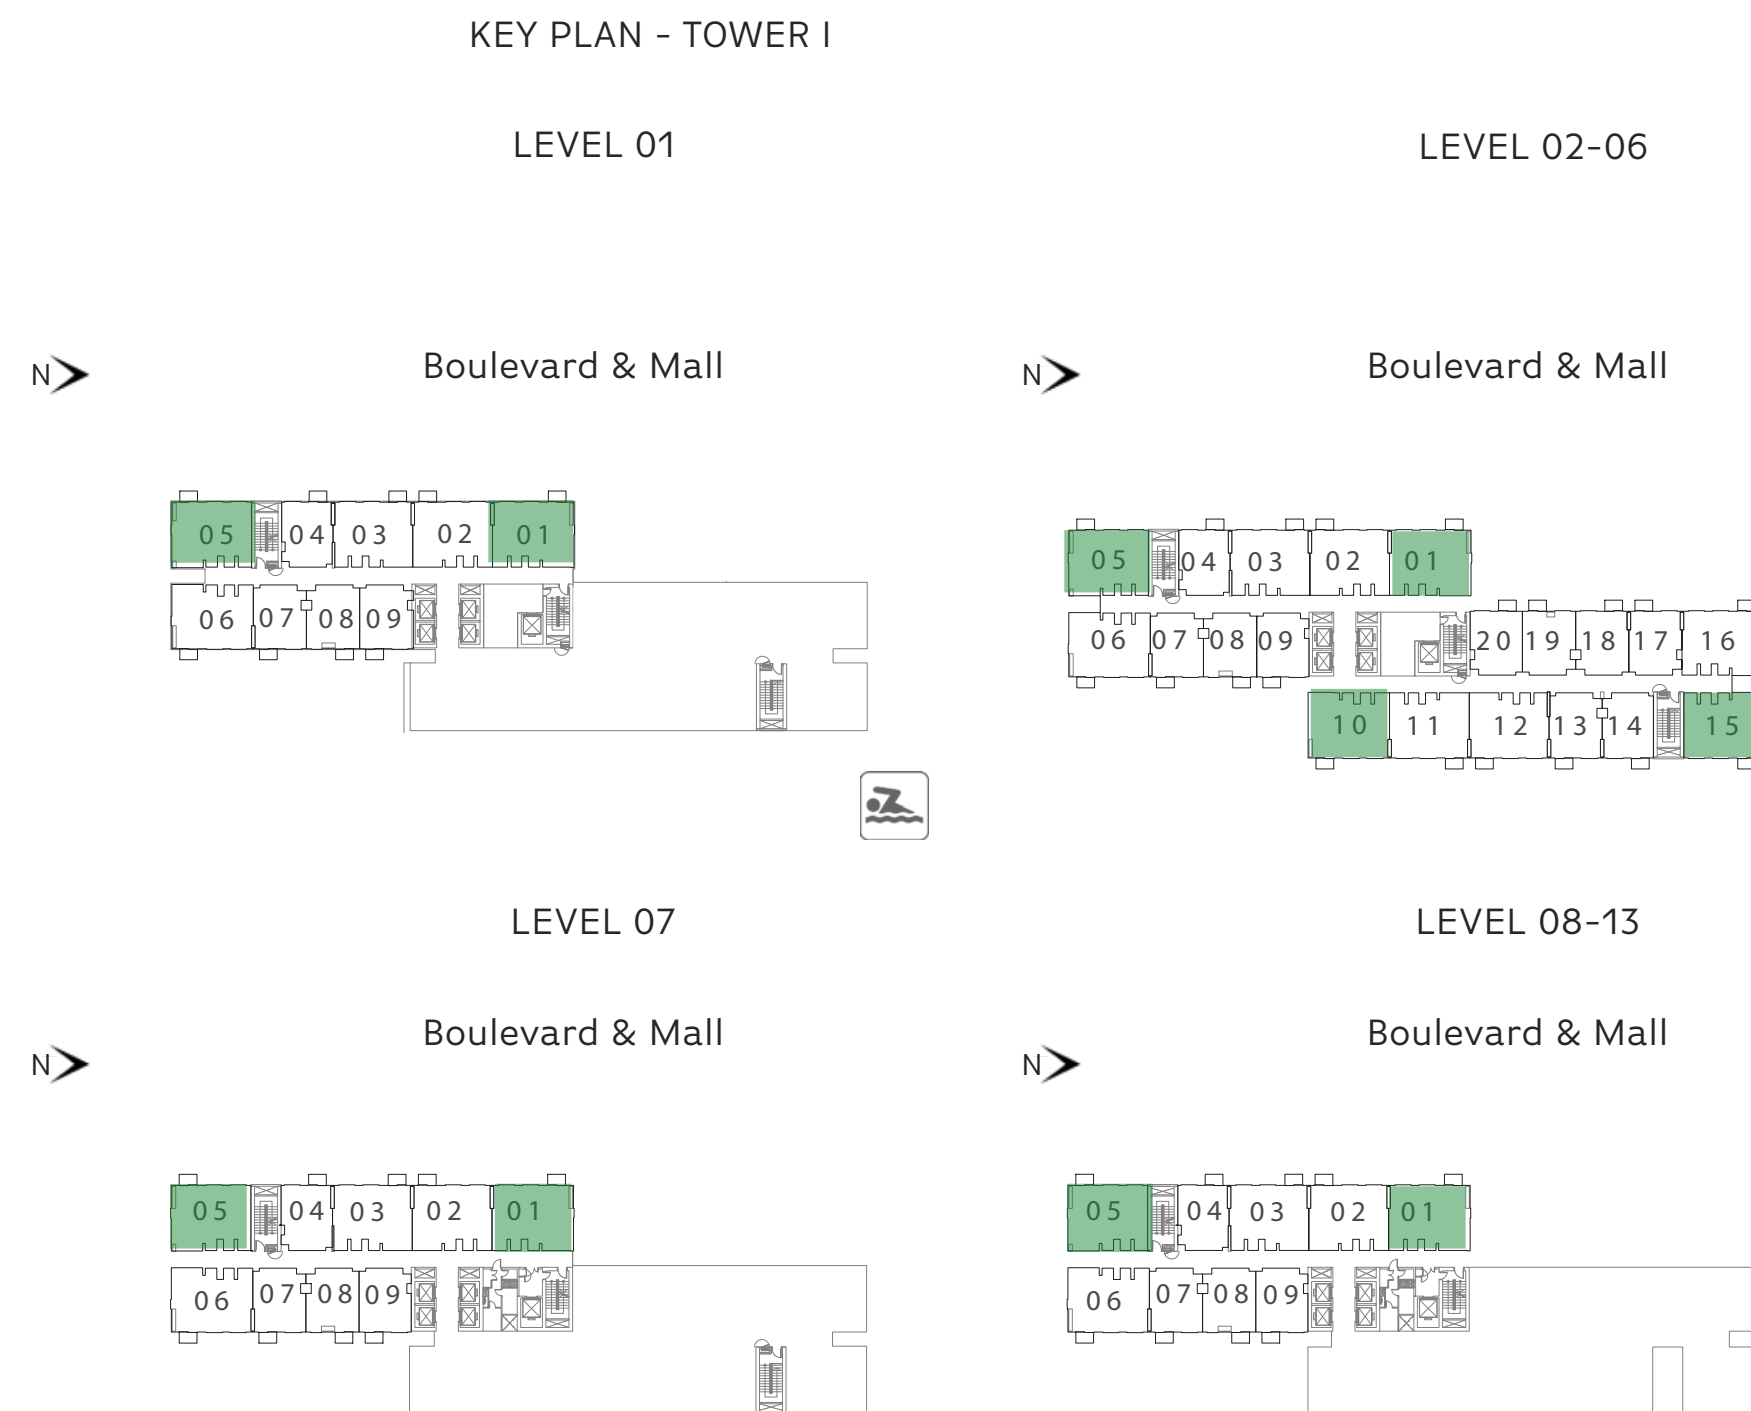 KEY PLAN - TOWER I
LEVEL 01
N
Boulevard & Mall
05 04 03 02 01
06 07 08 09
LEVEL 02-06
N
Boulevard & Mall
05 04 03 02 01
06 07 08 09 20 19 18 17 16
10 11 12 13 14 15
LEVEL 07
N
Boulevard & Mall
05 04 03 02 01
06 07 08 09
LEVEL 08-13
N
Boulevard & Mall
05 04 03 02 01
06 07 08 09